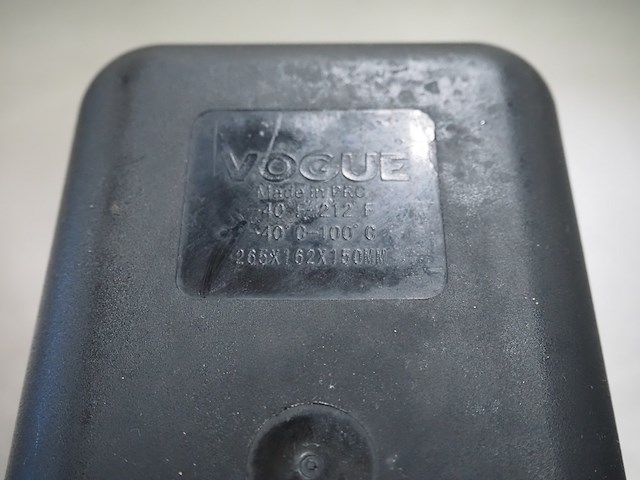 VOGUE
Made in PRC
-40°F-212°F
-40°C-100°C
265X162X150MM